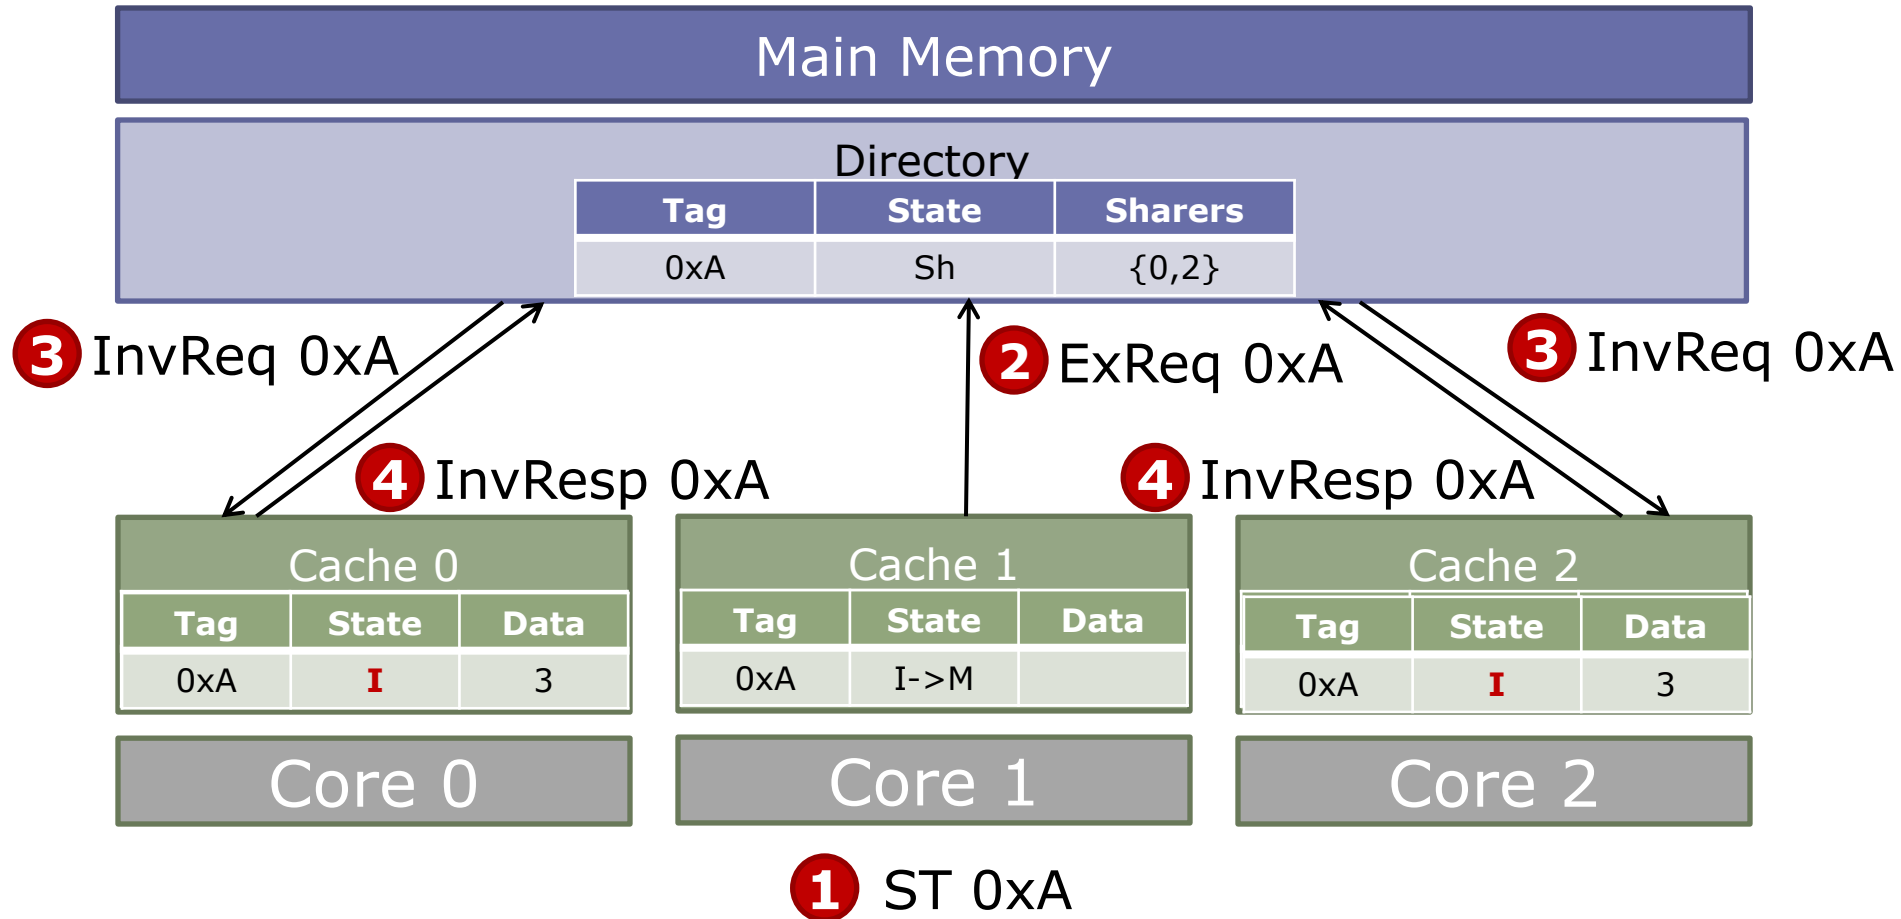 Main Memory
Directory
Tag State Sharers
0xA Sh {0,2}
3 InvReq 0xA
2 ExReq 0xA
3 InvReq 0xA
4 InvResp 0xA
4 InvResp 0xA
Cache 0
Tag State Data
0xA I 3
Cache 1
Tag State Data
0xA I->M
Cache 2
Tag State Data
0xA I 3
Core 0
Core 1
Core 2
1 ST 0xA